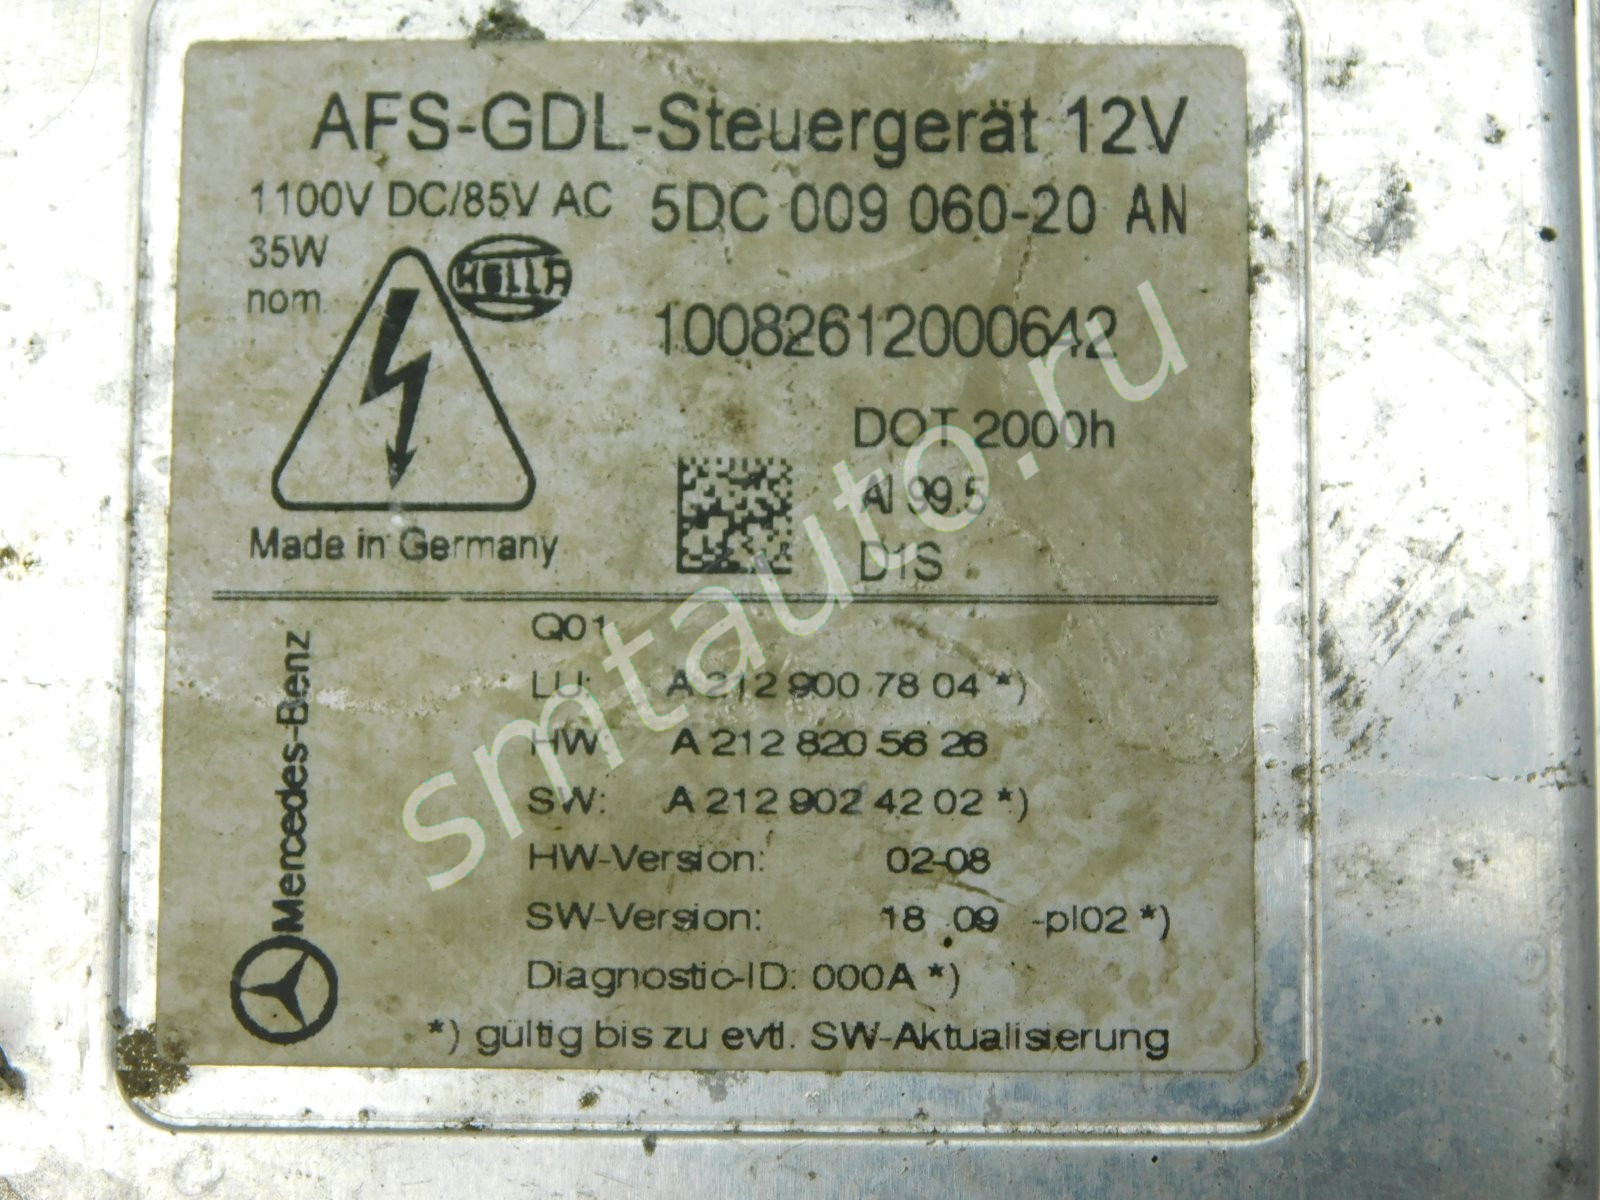 AFS-GDL-Steuergerät 12V
1100V DC/85V AC 5DC 009 060-20 AN
35W
nom
HELLA
10082612000642
DOT 2000h
Al 99.5
D1S
Made in Germany
Mercedes-Benz
Q01
LU: A 212 900 78 04 *)
HW: A 212 820 56 26
SW: A 212 902 42 02 *)
HW-Version: 02-08
SW-Version: 18 .09 -pl02 *)
Diagnostic-ID: 000A *)
*) gültig bis zu evtl. SW-Aktualisierung
smtauto.ru